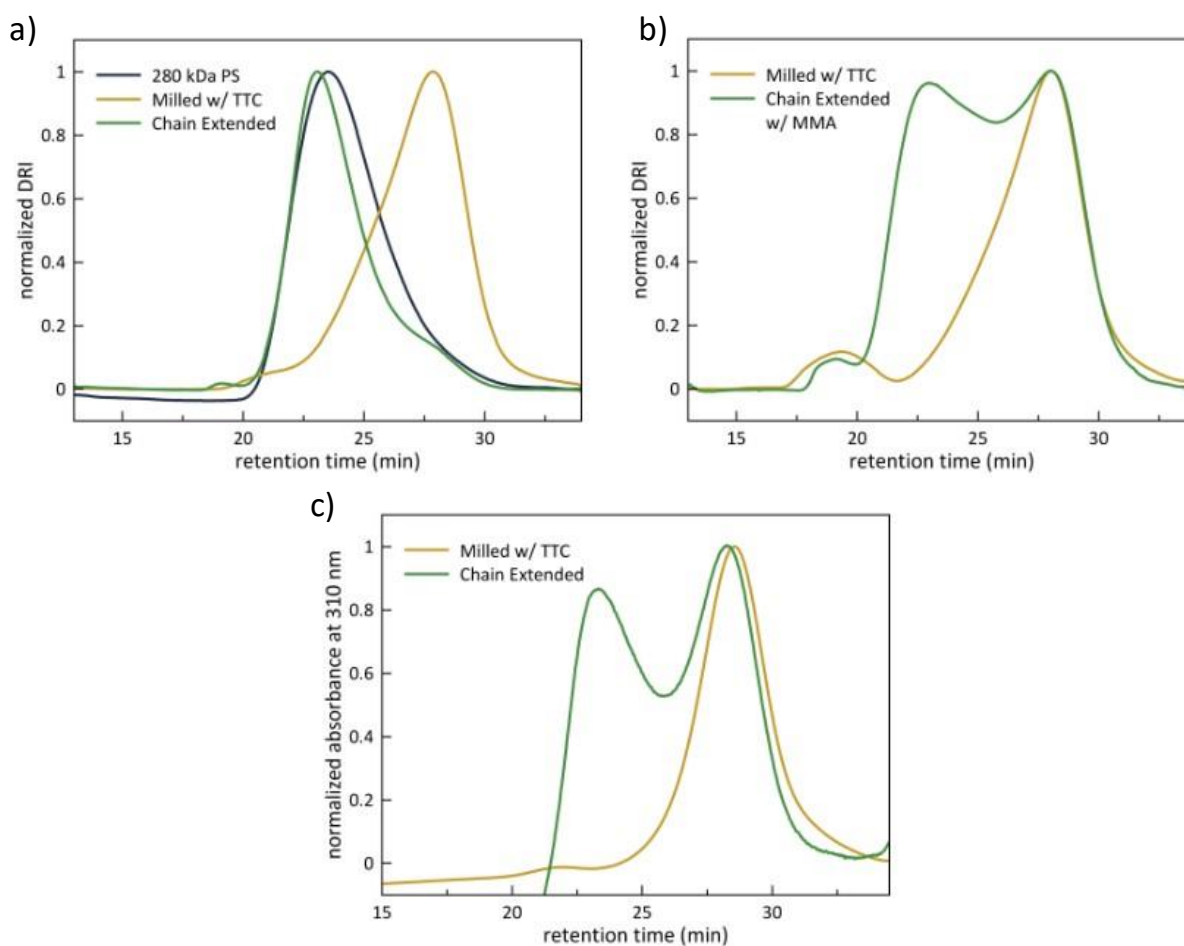 a)
280 kDa PS
Milled w/ TTC
Chain Extended
normalized DRI
1
0.8
0.6
0.4
0.2
0
15 20 25 30
retention time (min)
b)
Milled w/ TTC
Chain Extended
w/ MMA
normalized DRI
1
0.8
0.6
0.4
0.2
0
15 20 25 30
retention time (min)
c)
Milled w/ TTC
Chain Extended
normalized absorbance at 310 nm
1
0.8
0.6
0.4
0.2
0
15 20 25 30
retention time (min)